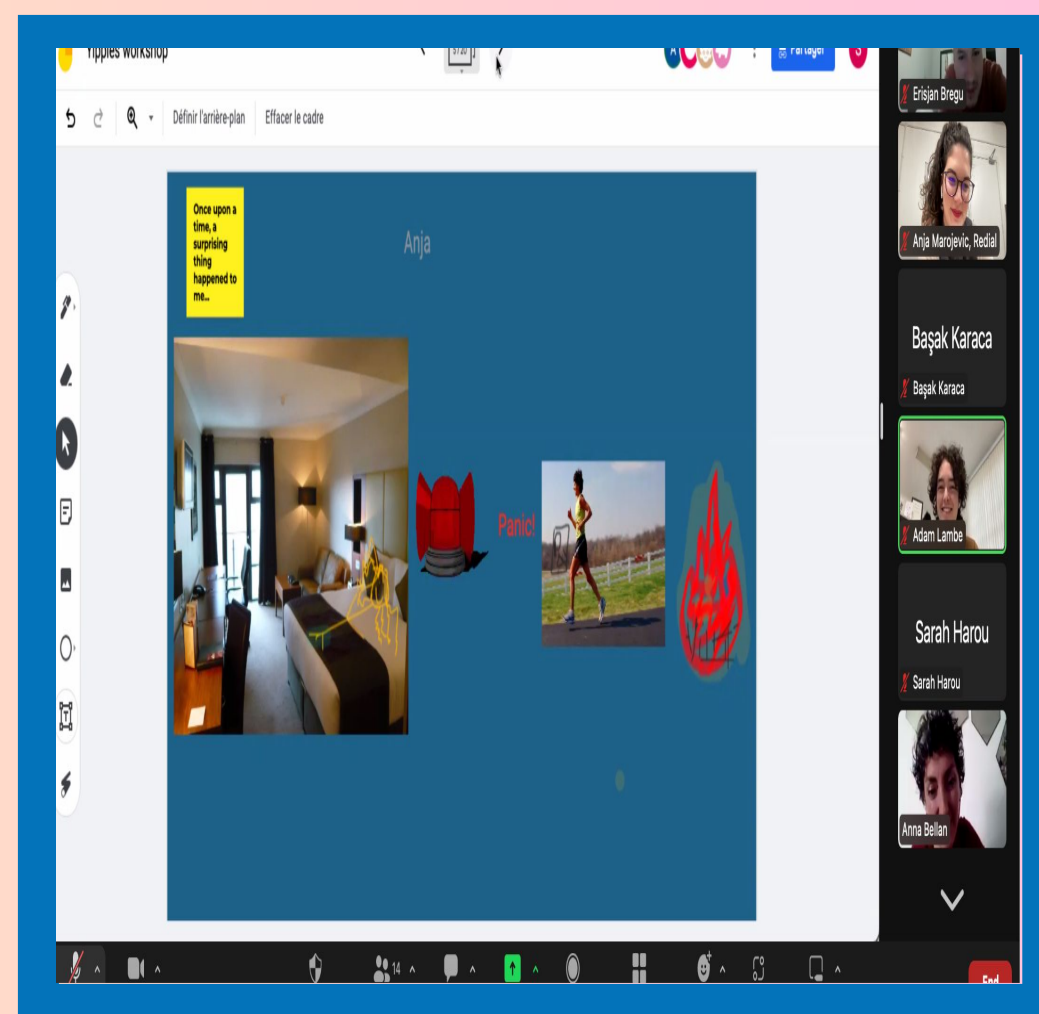 Yippies workshop
Partager
S
Définir l'arrière-plan
Effacer le cadre
Once upon a
time, a
surprising
thing
happened to
me...
Anja
Panic!
Erisjan Bregu
Anja Marojevic, Redial
Başak Karaca
Başak Karaca
Adam Lambe
Sarah Harou
Sarah Harou
Anna Bellan
14
End